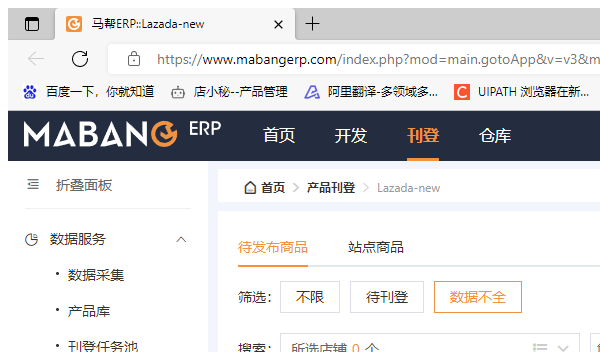 马帮ERP::Lazada-new
https://www.mabangerp.com/index.php?mod=main.gotoApp&v=v3&m
百度一下，你就知道 店小秘--产品管理 阿里翻译-多领域多... UIPATH 浏览器在新...
MABANG ERP 首页 开发 刊登 仓库
折叠面板
首页 > 产品刊登 > Lazada-new
数据服务
待发布商品 站点商品
数据采集
筛选： 不限 待刊登 数据不全
产品库
刊登任务池
搜索： 所选店铺 0 个